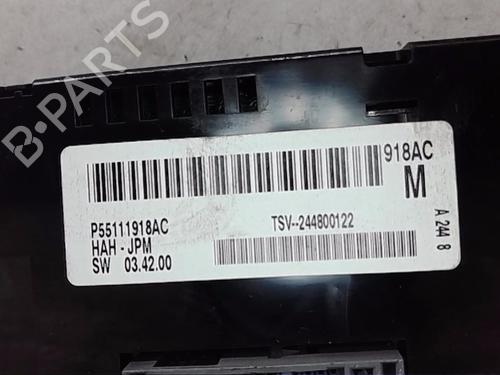 B-PARTS
918AC
M
P55111918AC
TSV--244800122
HAH - JPM
SW 03.42.00
A 244 8